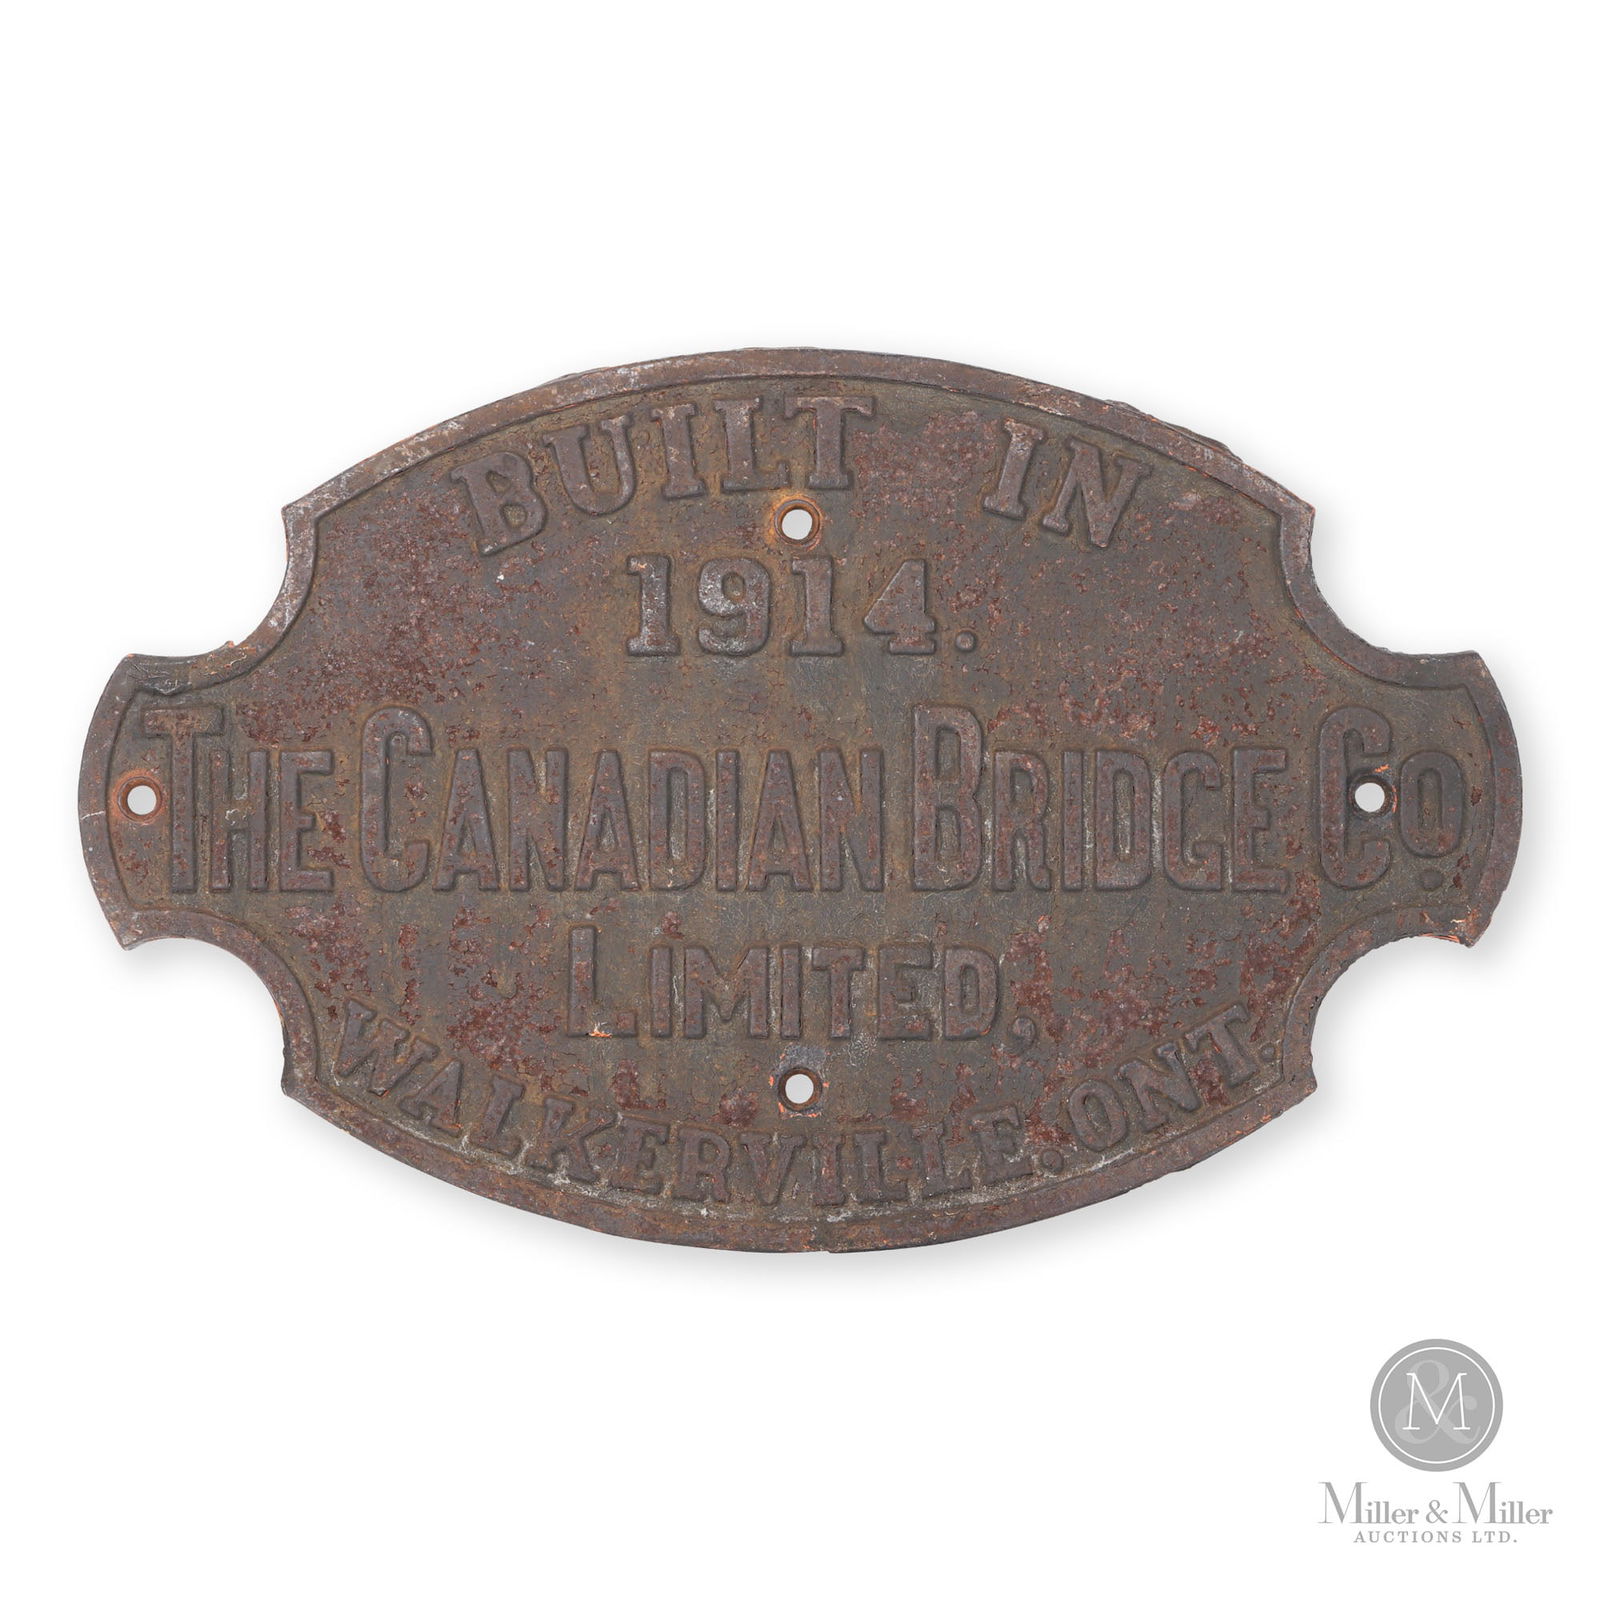 BUILT IN
1914.
THE CANADIAN BRIDGE CO.
LIMITED,
WALKERVILLE. ONT.
M&M
Miller & Miller
AUCTIONS LTD.